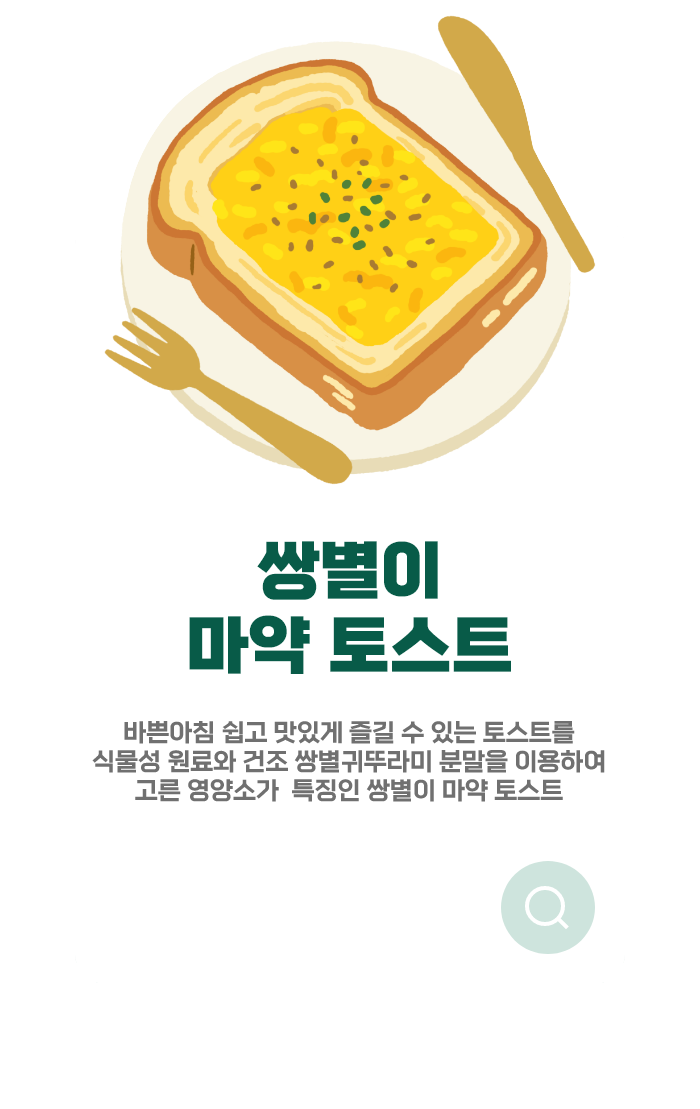 쌍별이
마약 토스트
바쁜아침 쉽고 맛있게 즐길 수 있는 토스트를
식물성 원료와 건조 쌍별귀뚜라미 분말을 이용하여
고른 영양소가  특징인 쌍별이 마약 토스트